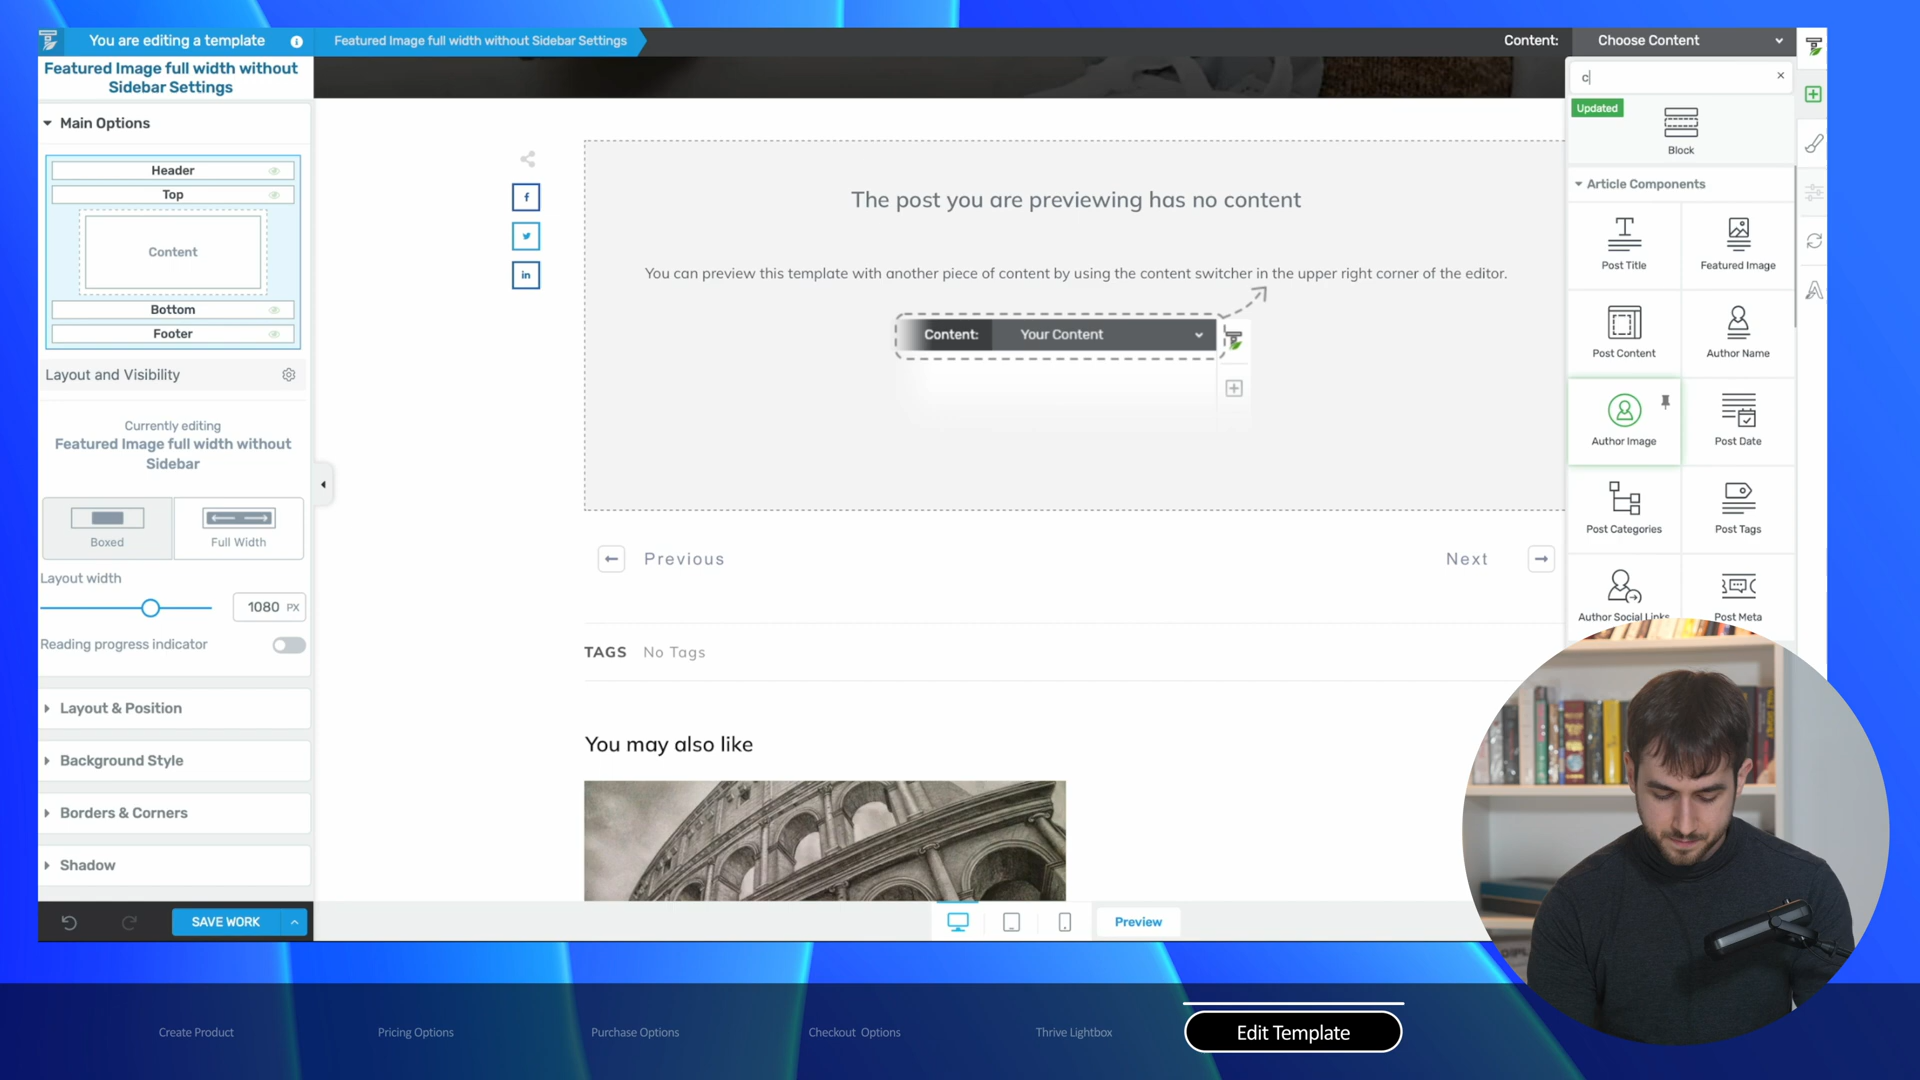 You are editing a template
Featured Image full width without Sidebar Settings
Content:
Choose Content
Featured Image full width without
Sidebar Settings
Main Options
Header
Top
Content
Bottom
Footer
Layout and Visibility
Currently editing
Featured Image full width without
Sidebar
Boxed
Full Width
Layout width
1080 PX
Reading progress indicator
Layout & Position
Background Style
Borders & Corners
Shadow
SAVE WORK
The post you are previewing has no content
You can preview this template with another piece of content by using the content switcher in the upper right corner of the editor.
Content:
Your Content
Previous
Next
TAGS No Tags
You may also like
Preview
c
Updated
Block
Article Components
Post Title
Featured Image
Post Content
Author Name
Author Image
Post Date
Post Categories
Post Tags
Author Social Links
Post Meta
Create Product
Pricing Options
Purchase Options
Checkout Options
Thrive Lightbox
Edit Template